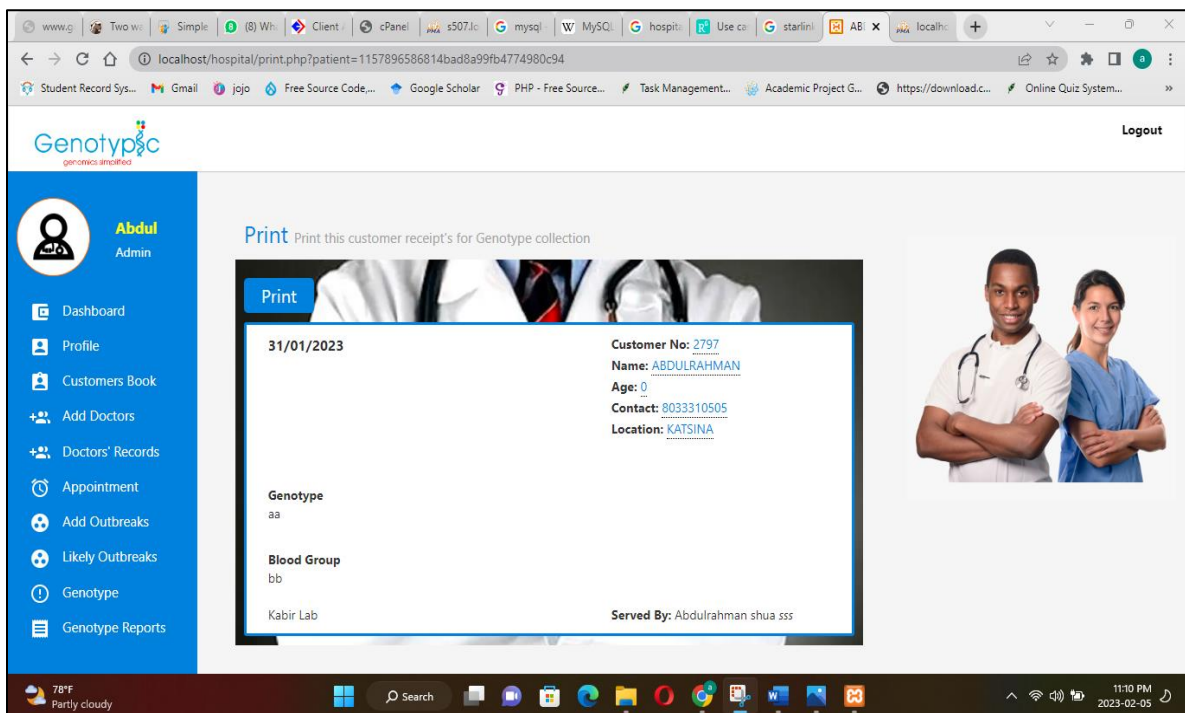 www.g Two w Simple (8) Wh Client A cPanel s507.lo mysql W MySQL hospita Use ca starlink ABI localho
localhost/hospital/print.php?patient=1157896586814bad8a99fb4774980c94
Student Record Sys... Gmail jojo Free Source Code,... Google Scholar PHP - Free Source... Task Management... Academic Project G... https://download.c... Online Quiz System... »
Genotypic
genomics simplified
Logout
Abdul
Admin
Dashboard
Profile
Customers Book
Add Doctors
Doctors' Records
Appointment
Add Outbreaks
Likely Outbreaks
Genotype
Genotype Reports
Print Print this customer receipt's for Genotype collection
Print
31/01/2023
Customer No: 2797
Name: ABDULRAHMAN
Age: 0
Contact: 8033310505
Location: KATSINA
Genotype
aa
Blood Group
bb
Kabir Lab
Served By: Abdulrahman shua sss
78°F
Partly cloudy
Search
11:10 PM
2023-02-05